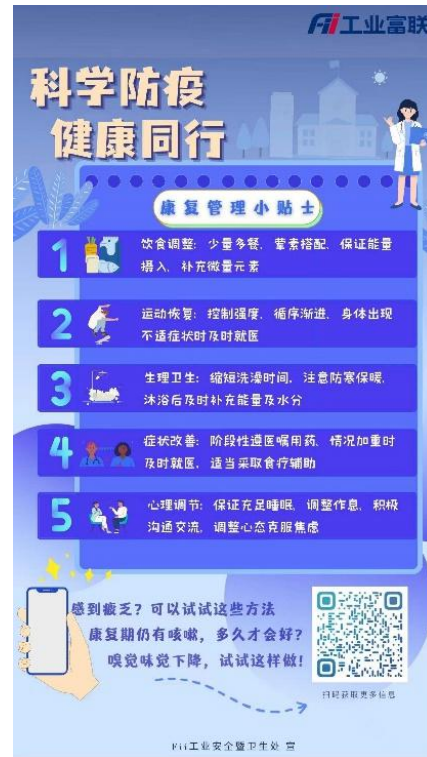 Fii工业富联
科学防疫
健康同行
康复管理小贴士
1 饮食调整：少量多餐、荤素搭配、保证能量
摄入、补充微量元素
2 运动恢复：控制强度、循序渐进、身体出现
不适症状时及时就医
3 生理卫生：缩短洗澡时间，注意防寒保暖，
沐浴后及时补充能量及水分
4 症状改善：阶段性遵医嘱用药、情况加重时
及时就医，适当采取食疗辅助
5 心理调节：保证充足睡眠、调整作息、积极
沟通交流，调整心态克服焦虑
感到疲乏？可以试试这些方法
康复期仍有咳嗽，多久才会好？
嗅觉味觉下降，试试这样做！
扫码获取更多信息
Fii工业安全暨卫生处 宣